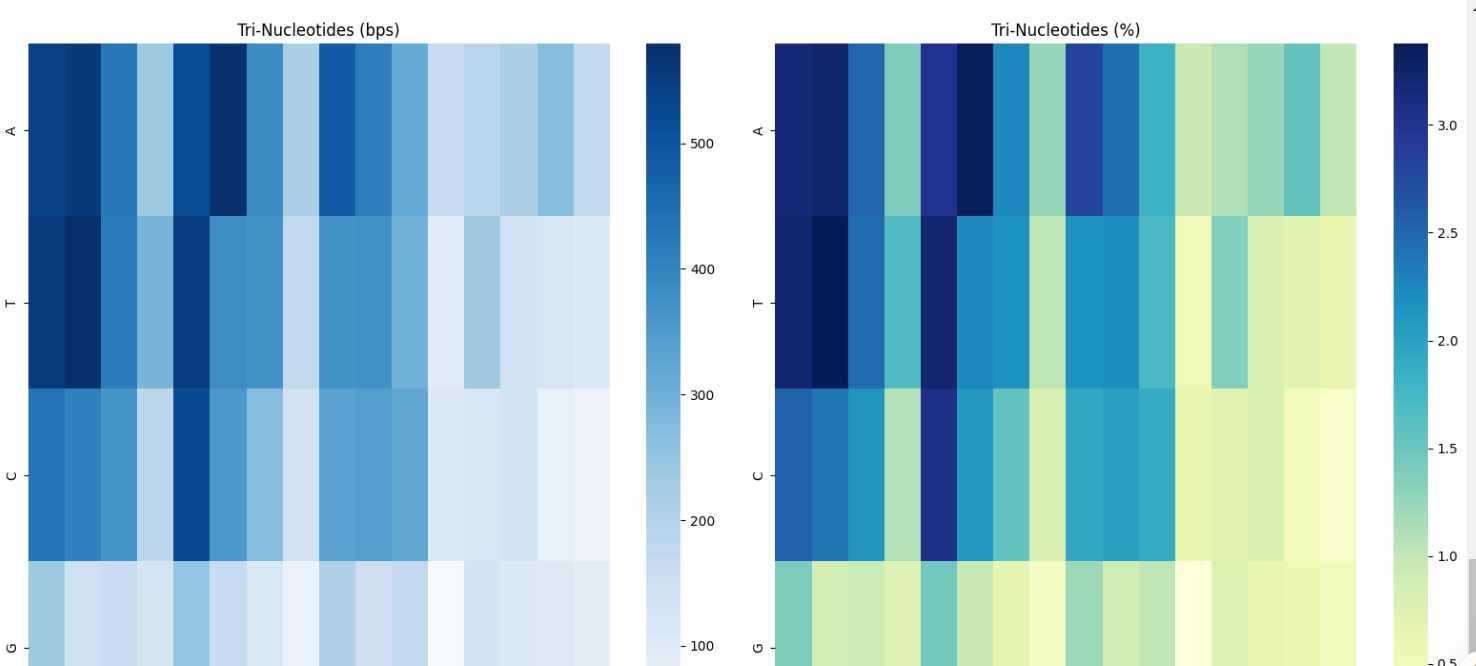 Tri-Nucleotides (bps)
A
T
C
G
500
400
300
200
100
Tri-Nucleotides (%)
A
T
C
G
3.0
2.5
2.0
1.5
1.0
0.5